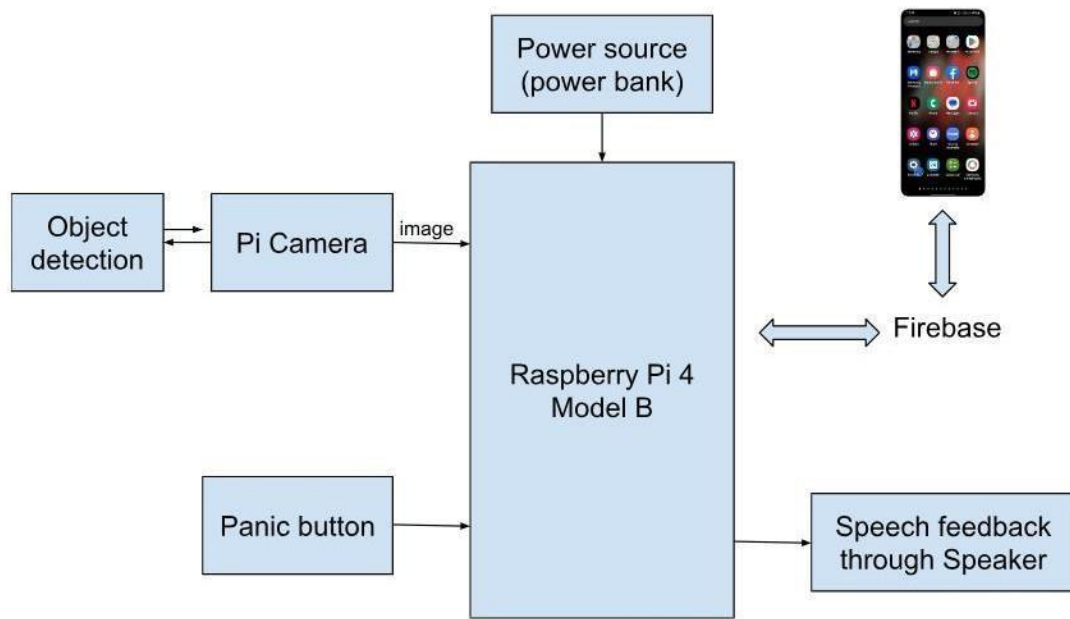 Power source
(power bank)
Object
detection
Pi Camera
image
Raspberry Pi 4
Model B
Firebase
Panic button
Speech feedback
through Speaker